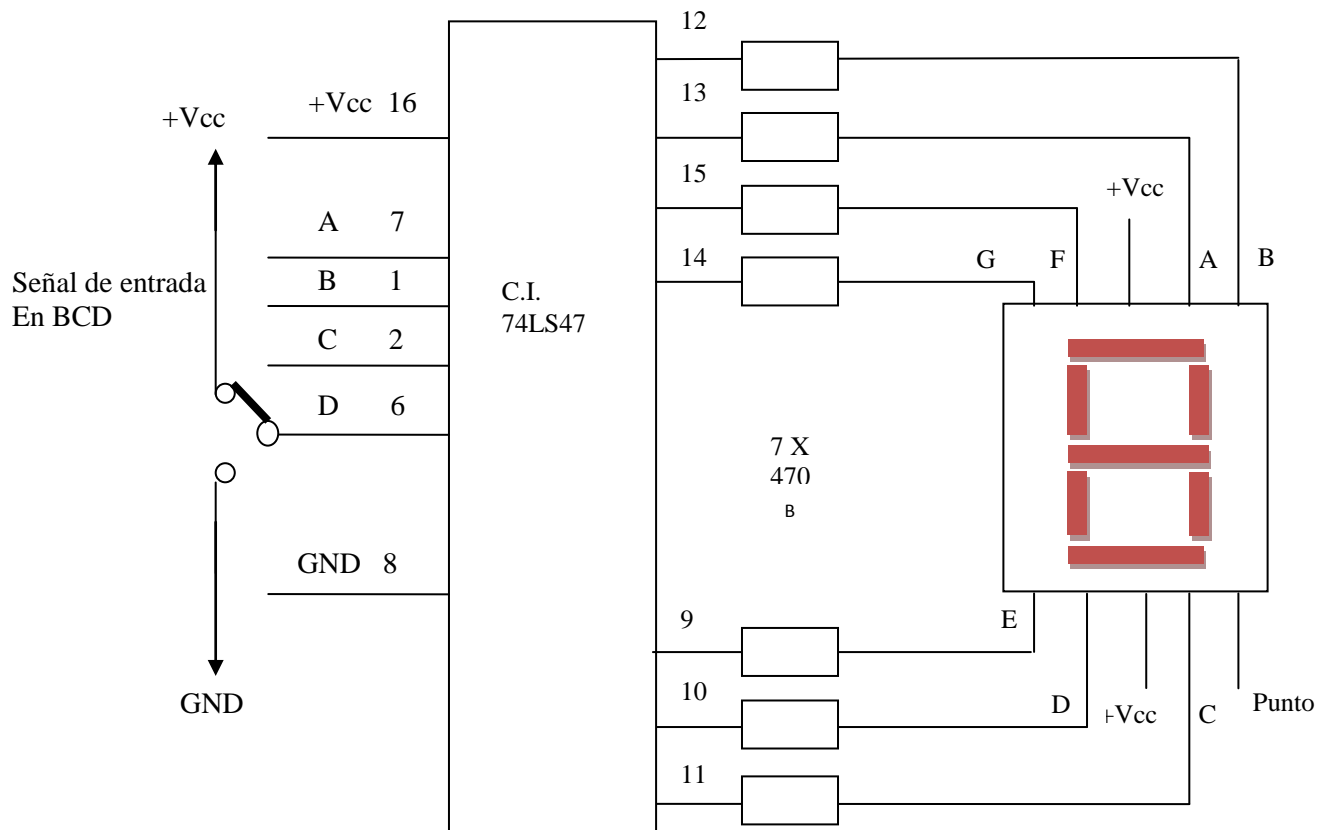 +Vcc
Señal de entrada
En BCD
GND
+Vcc 16
A 7
B 1
C 2
D 6
GND 8
C.I.
74LS47
12
13
15
14
7 X
470
B
9
10
11
G F +Vcc A B
E D +Vcc C Punto